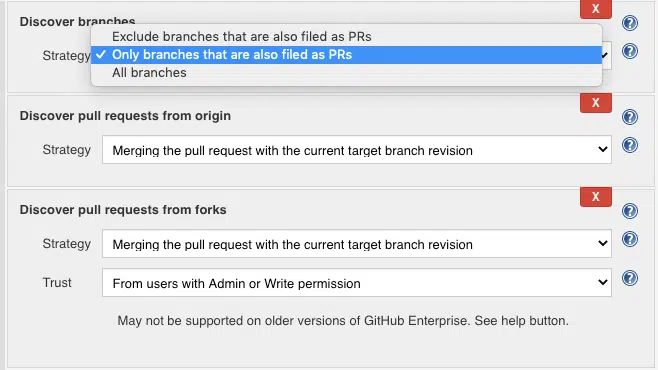 Discover branches
X
?
Exclude branches that are also filed as PRs
Strategy
✓ Only branches that are also filed as PRs
?
All branches
X
Discover pull requests from origin
?
Strategy
Merging the pull request with the current target branch revision
?
X
Discover pull requests from forks
?
Strategy
Merging the pull request with the current target branch revision
?
Trust
From users with Admin or Write permission
?
May not be supported on older versions of GitHub Enterprise. See help button.